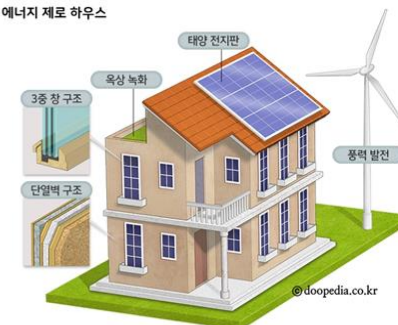 에너지 제로 하우스
태양 전지판
옥상 녹화
3중 창 구조
풍력 발전
단열벽 구조
©doopedia.co.kr